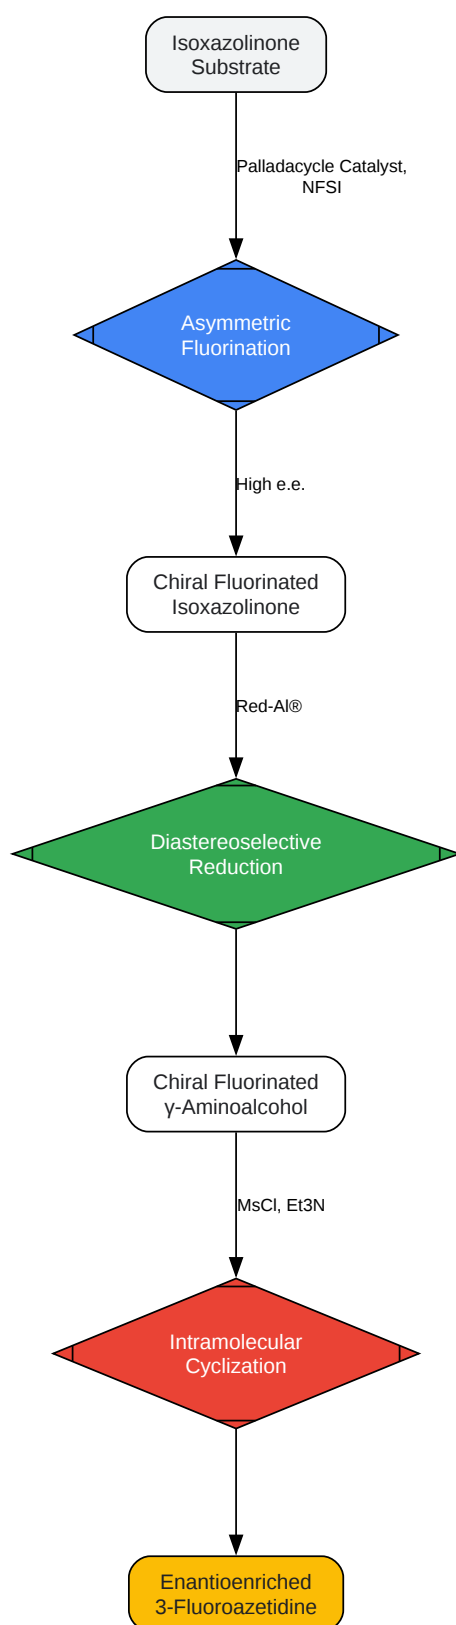 Isoxazolinone
Substrate
Palladacycle Catalyst,
NFSI
Asymmetric
Fluorination
High e.e.
Chiral Fluorinated
Isoxazolinone
Red-Al®
Diastereoselective
Reduction
Chiral Fluorinated
γ-Aminoalcohol
MsCl, Et3N
Intramolecular
Cyclization
Enantioenriched
3-Fluoroazetidine